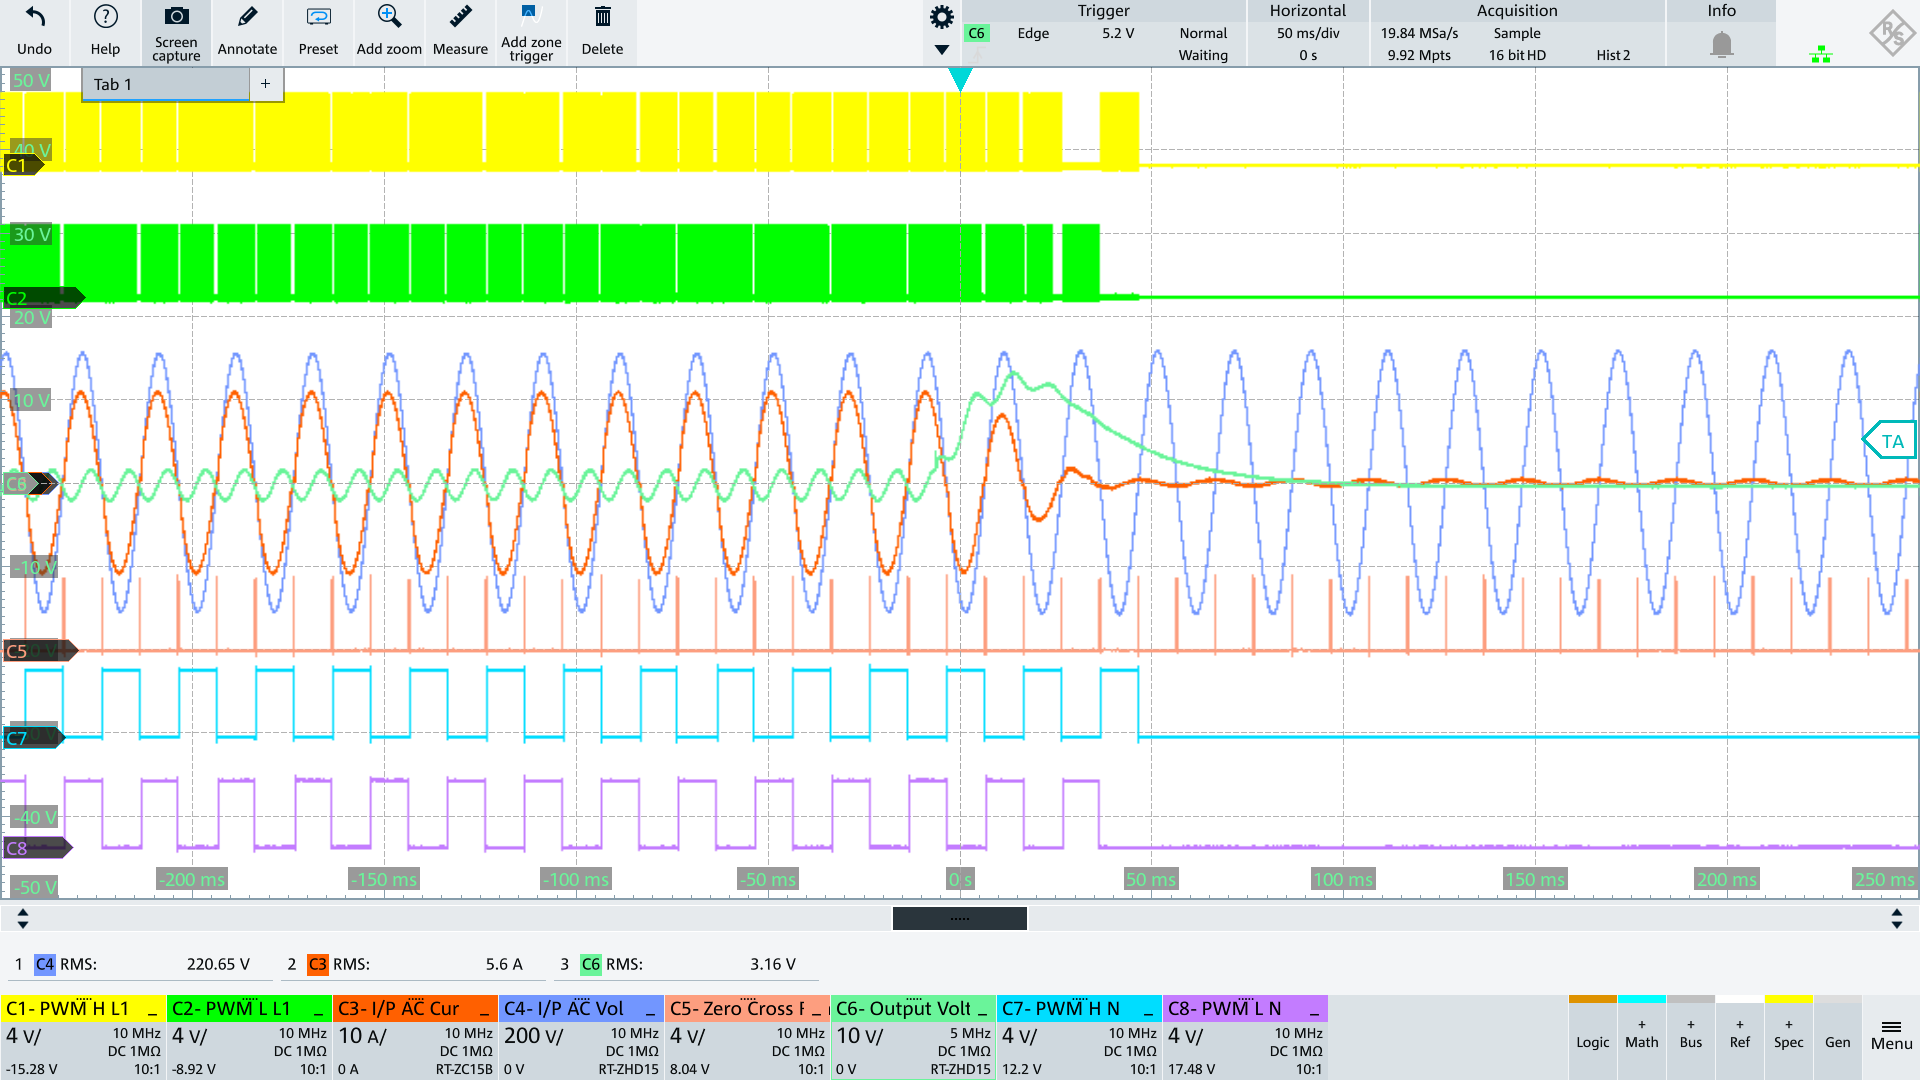 Undo
Help
Screen capture
Annotate
Preset
Add zoom
Measure
Add zone trigger
Delete
Trigger
C6 Edge 5.2 V Normal
Waiting
Horizontal
50 ms/div
0 s
Acquisition
19.84 MSa/s Sample
9.92 Mpts 16 bit HD Hist 2
Info
Tab 1 +
50 V
40 V
C1
30 V
C2
20 V
10 V
TA
C6
-10 V
C5
C7
-40 V
C8
-50 V
-200 ms
-150 ms
-100 ms
-50 ms
0 s
50 ms
100 ms
150 ms
200 ms
250 ms
1 C4 RMS: 220.65 V
2 C3 RMS: 5.6 A
3 C6 RMS: 3.16 V
C1- PWM H L1
4 V/ 10 MHz
DC 1MΩ
-15.28 V 10:1
C2- PWM L L1
4 V/ 10 MHz
DC 1MΩ
-8.92 V 10:1
C3- I/P AC Cur
10 A/ 10 MHz
DC 1MΩ
0 A RT-ZC15B
C4- I/P AC Vol
200 V/ 10 MHz
DC 1MΩ
0 V RT-ZHD15
C5- Zero Cross
4 V/ 10 MHz
DC 1MΩ
8.04 V 10:1
C6- Output Volt
10 V/ 5 MHz
DC 1MΩ
0 V RT-ZHD15
C7- PWM H N
4 V/ 10 MHz
DC 1MΩ
12.2 V 10:1
C8- PWM L N
4 V/ 10 MHz
DC 1MΩ
17.48 V 10:1
Logic
+ Math
+ Bus
+ Ref
+ Spec
Gen
Menu